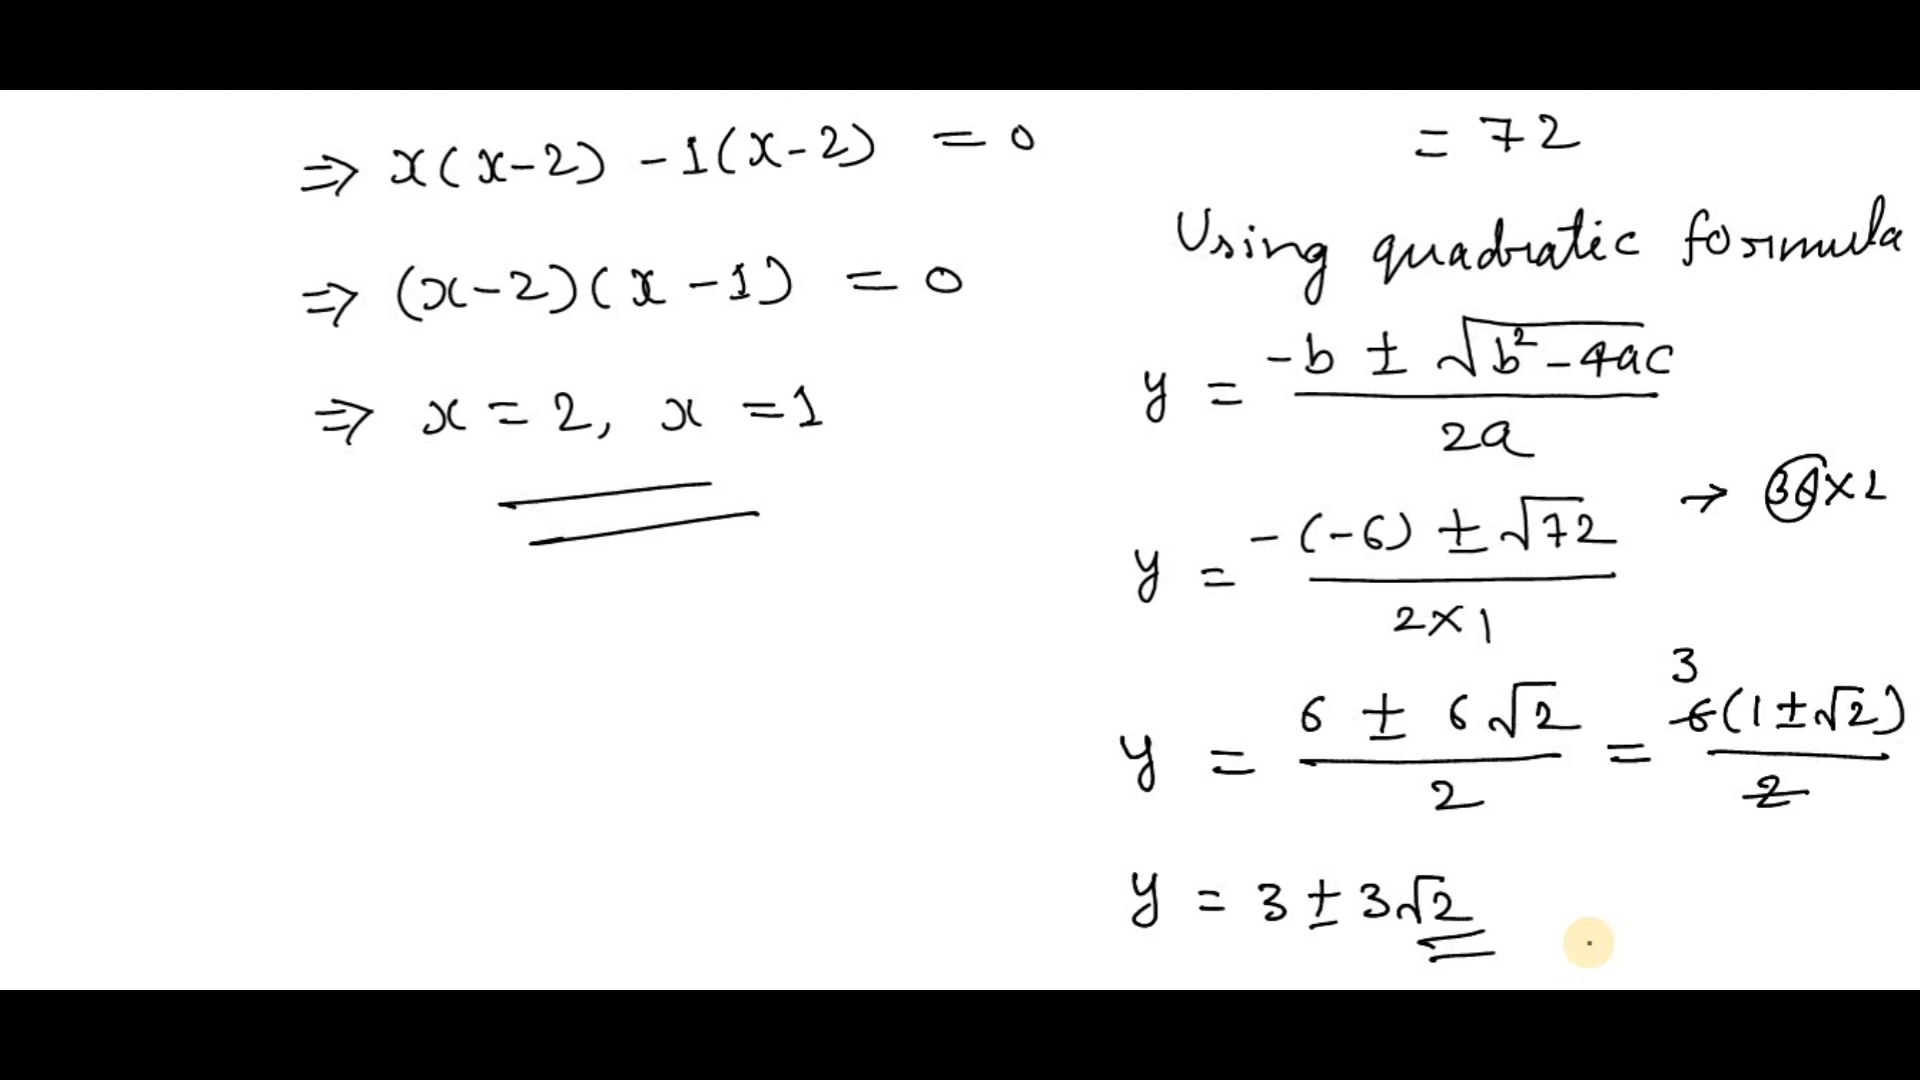 ⇒ x(x-2) -1(x-2) = 0
⇒ (x-2)(x-1) = 0
⇒ x = 2, x = 1
= 72
Using quadratic formula
y = (-b ± √(b²-4ac)) / 2a
y = (-(-6) ± √72) / (2×1) → 36×2
y = (6 ± 6√2) / 2 = 3 6(1±√2) / 2
y = 3 ± 3√2